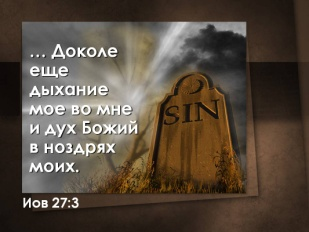 … Доколе
еще
дыхание
мое во мне
и дух Божий
в ноздрях
моих.
SIN
Иов 27:3